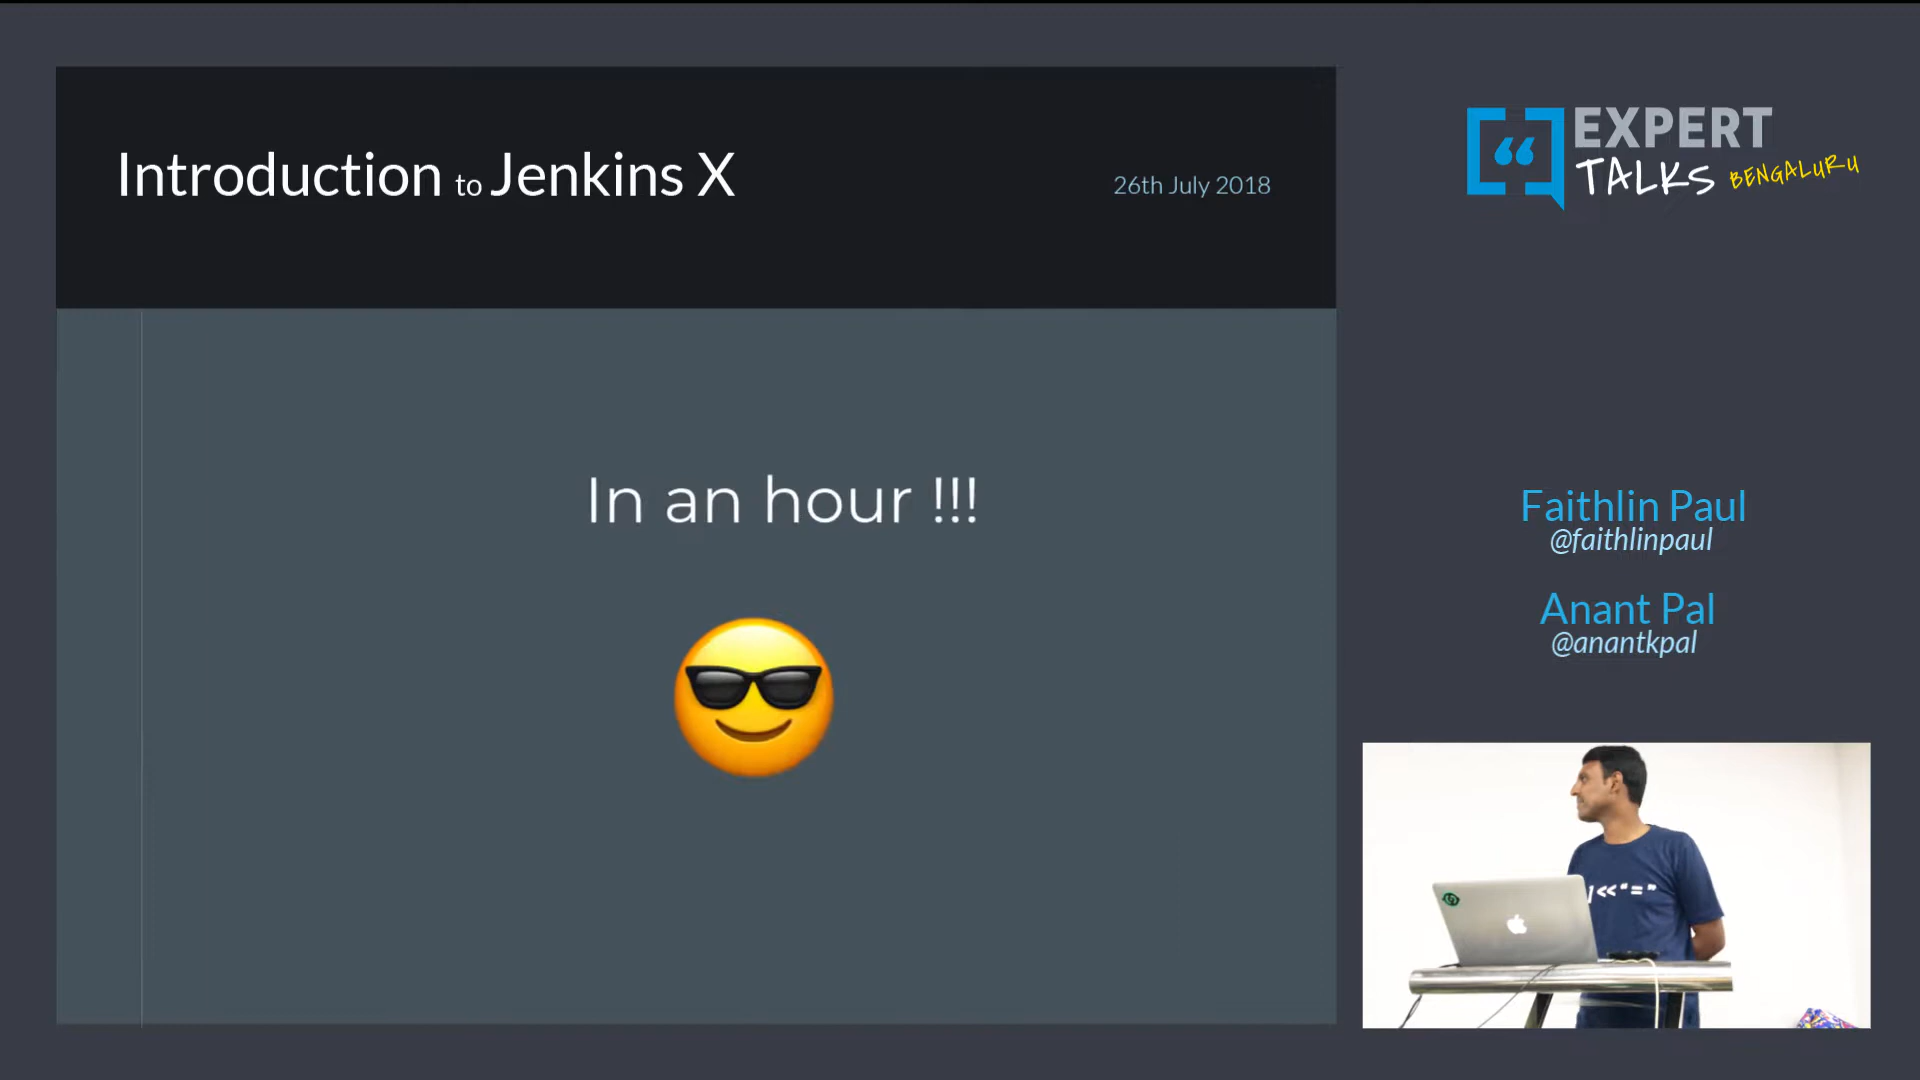 Introduction to Jenkins X
26th July 2018
EXPERT
TALKS BENGALURU
In an hour !!!
Faithlin Paul
@faithlinpaul
Anant Pal
@anantkpal